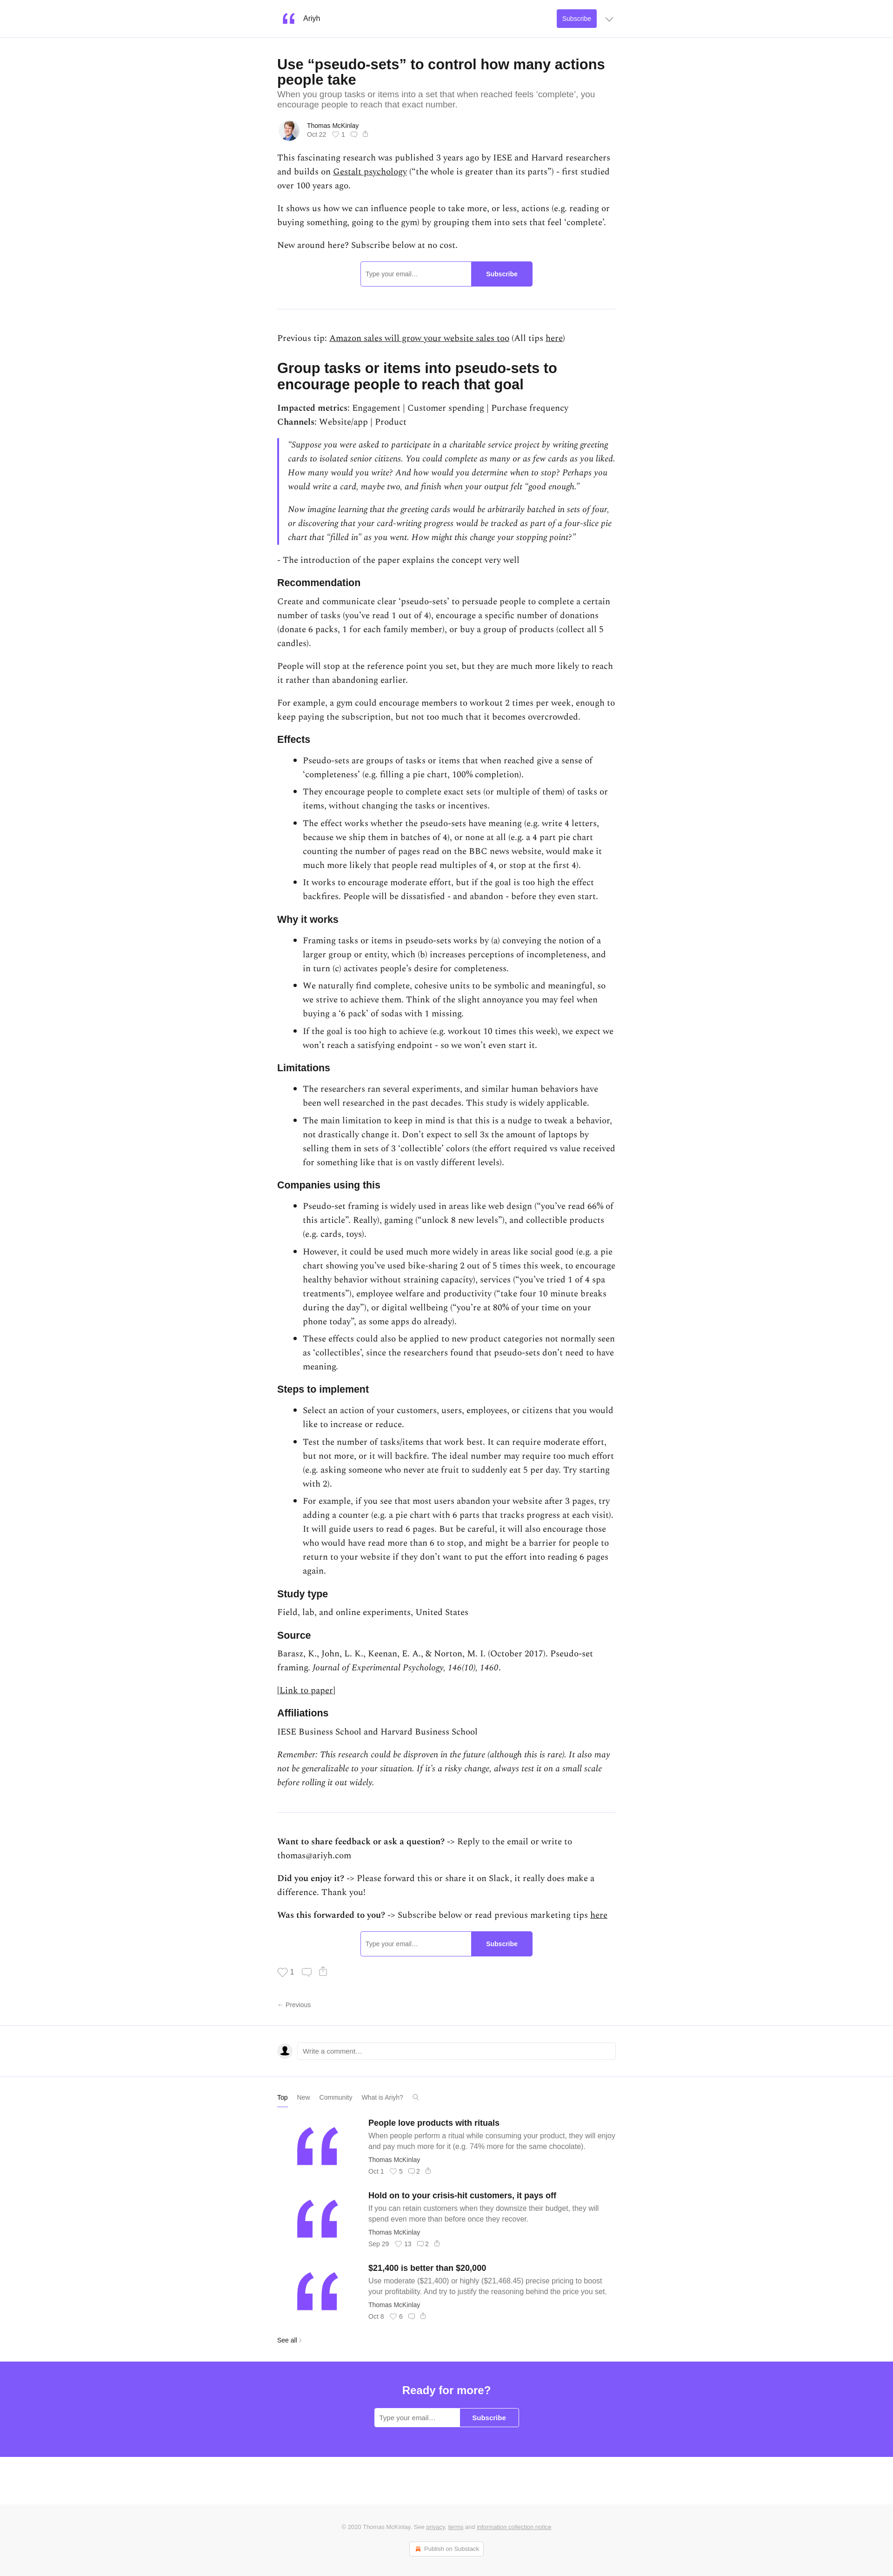 Ariyh
Subscribe
Use “pseudo-sets” to control how many actions
people take
When you group tasks or items into a set that when reached feels ‘complete’, you
encourage people to reach that exact number.
Thomas McKinlay
Oct 22
1
This fascinating research was published 3 years ago by IESE and Harvard researchers
and builds on Gestalt psychology (“the whole is greater than its parts”) - first studied
over 100 years ago.
It shows us how we can influence people to take more, or less, actions (e.g. reading or
buying something, going to the gym) by grouping them into sets that feel ‘complete’.
New around here? Subscribe below at no cost.
Type your email…
Subscribe
Previous tip: Amazon sales will grow your website sales too (All tips here)
Group tasks or items into pseudo-sets to
encourage people to reach that goal
Impacted metrics: Engagement | Customer spending | Purchase frequency
Channels: Website/app | Product
“Suppose you were asked to participate in a charitable service project by writing greeting
cards to isolated senior citizens. You could complete as many or as few cards as you liked.
How many would you write? And how would you determine when to stop? Perhaps you
would write a card, maybe two, and finish when your output felt “good enough.”
Now imagine learning that the greeting cards would be arbitrarily batched in sets of four,
or discovering that your card-writing progress would be tracked as part of a four-slice pie
chart that “filled in” as you went. How might this change your stopping point?”
- The introduction of the paper explains the concept very well
Recommendation
Create and communicate clear ‘pseudo-sets’ to persuade people to complete a certain
number of tasks (you’ve read 1 out of 4), encourage a specific number of donations
(donate 6 packs, 1 for each family member), or buy a group of products (collect all 5
candles).
People will stop at the reference point you set, but they are much more likely to reach
it rather than abandoning earlier.
For example, a gym could encourage members to workout 2 times per week, enough to
keep paying the subscription, but not too much that it becomes overcrowded.
Effects
• Pseudo-sets are groups of tasks or items that when reached give a sense of
‘completeness’ (e.g. filling a pie chart, 100% completion).
• They encourage people to complete exact sets (or multiple of them) of tasks or
items, without changing the tasks or incentives.
• The effect works whether the pseudo-sets have meaning (e.g. write 4 letters,
because we ship them in batches of 4), or none at all (e.g. a 4 part pie chart
counting the number of pages read on the BBC news website, would make it
much more likely that people read multiples of 4, or stop at the first 4).
• It works to encourage moderate effort, but if the goal is too high the effect
backfires. People will be dissatisfied - and abandon - before they even start.
Why it works
• Framing tasks or items in pseudo-sets works by (a) conveying the notion of a
larger group or entity, which (b) increases perceptions of incompleteness, and
in turn (c) activates people’s desire for completeness.
• We naturally find complete, cohesive units to be symbolic and meaningful, so
we strive to achieve them. Think of the slight annoyance you may feel when
buying a ‘6 pack’ of sodas with 1 missing.
• If the goal is too high to achieve (e.g. workout 10 times this week), we expect we
won’t reach a satisfying endpoint - so we won’t even start it.
Limitations
• The researchers ran several experiments, and similar human behaviors have
been well researched in the past decades. This study is widely applicable.
• The main limitation to keep in mind is that this is a nudge to tweak a behavior,
not drastically change it. Don’t expect to sell 3x the amount of laptops by
selling them in sets of 3 ‘collectible’ colors (the effort required vs value received
for something like that is on vastly different levels).
Companies using this
• Pseudo-set framing is widely used in areas like web design (“you’ve read 66% of
this article”. Really), gaming (“unlock 8 new levels”), and collectible products
(e.g. cards, toys).
• However, it could be used much more widely in areas like social good (e.g. a pie
chart showing you’ve used bike-sharing 2 out of 5 times this week, to encourage
healthy behavior without straining capacity), services (“you’ve tried 1 of 4 spa
treatments”), employee welfare and productivity (“take four 10 minute breaks
during the day”), or digital wellbeing (“you’re at 80% of your time on your
phone today”, as some apps do already).
• These effects could also be applied to new product categories not normally seen
as ‘collectibles’, since the researchers found that pseudo-sets don’t need to have
meaning.
Steps to implement
• Select an action of your customers, users, employees, or citizens that you would
like to increase or reduce.
• Test the number of tasks/items that work best. It can require moderate effort,
but not more, or it will backfire. The ideal number may require too much effort
(e.g. asking someone who never ate fruit to suddenly eat 5 per day. Try starting
with 2).
• For example, if you see that most users abandon your website after 3 pages, try
adding a counter (e.g. a pie chart with 6 parts that tracks progress at each visit).
It will guide users to read 6 pages. But be careful, it will also encourage those
who would have read more than 6 to stop, and might be a barrier for people to
return to your website if they don’t want to put the effort into reading 6 pages
again.
Study type
Field, lab, and online experiments, United States
Source
Barasz, K., John, L. K., Keenan, E. A., & Norton, M. I. (October 2017). Pseudo-set
framing. Journal of Experimental Psychology, 146(10), 1460.
[Link to paper]
Affiliations
IESE Business School and Harvard Business School
Remember: This research could be disproven in the future (although this is rare). It also may
not be generalizable to your situation. If it’s a risky change, always test it on a small scale
before rolling it out widely.
Want to share feedback or ask a question? -> Reply to the email or write to
thomas@ariyh.com
Did you enjoy it? -> Please forward this or share it on Slack, it really does make a
difference. Thank you!
Was this forwarded to you? -> Subscribe below or read previous marketing tips here
Type your email…
Subscribe
1
← Previous
Write a comment…
Top
New
Community
What is Ariyh?
People love products with rituals
When people perform a ritual while consuming your product, they will enjoy
and pay much more for it (e.g. 74% more for the same chocolate).
Thomas McKinlay
Oct 1
5
2
Hold on to your crisis-hit customers, it pays off
If you can retain customers when they downsize their budget, they will
spend even more than before once they recover.
Thomas McKinlay
Sep 29
13
2
$21,400 is better than $20,000
Use moderate ($21,400) or highly ($21,468.45) precise pricing to boost
your profitability. And try to justify the reasoning behind the price you set.
Thomas McKinlay
Oct 8
6
See all ›
Ready for more?
Type your email…
Subscribe
© 2020 Thomas McKinlay. See privacy, terms and information collection notice
Publish on Substack